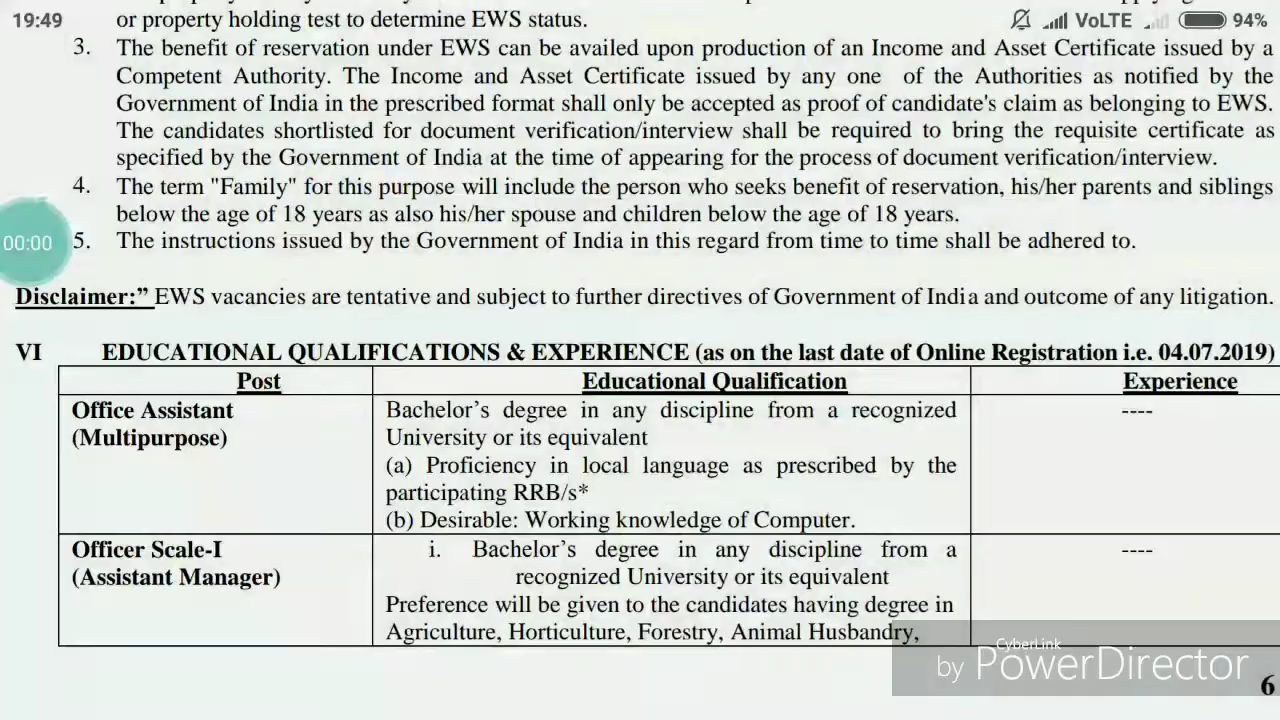 19:49
VoLTE 94%
or property holding test to determine EWS status.
3. The benefit of reservation under EWS can be availed upon production of an Income and Asset Certificate issued by a
Competent Authority. The Income and Asset Certificate issued by any one of the Authorities as notified by the
Government of India in the prescribed format shall only be accepted as proof of candidate's claim as belonging to EWS.
The candidates shortlisted for document verification/interview shall be required to bring the requisite certificate as
specified by the Government of India at the time of appearing for the process of document verification/interview.
4. The term "Family" for this purpose will include the person who seeks benefit of reservation, his/her parents and siblings
below the age of 18 years as also his/her spouse and children below the age of 18 years.
00:00
5. The instructions issued by the Government of India in this regard from time to time shall be adhered to.
Disclaimer:” EWS vacancies are tentative and subject to further directives of Government of India and outcome of any litigation.
VI EDUCATIONAL QUALIFICATIONS & EXPERIENCE (as on the last date of Online Registration i.e. 04.07.2019)
Post Educational Qualification Experience
Office Assistant
(Multipurpose)
Bachelor’s degree in any discipline from a recognized
University or its equivalent
(a) Proficiency in local language as prescribed by the
participating RRB/s*
(b) Desirable: Working knowledge of Computer.
----
Officer Scale-I
(Assistant Manager)
i. Bachelor’s degree in any discipline from a
recognized University or its equivalent
Preference will be given to the candidates having degree in
Agriculture, Horticulture, Forestry, Animal Husbandry,
----
CyberLink
by PowerDirector
6